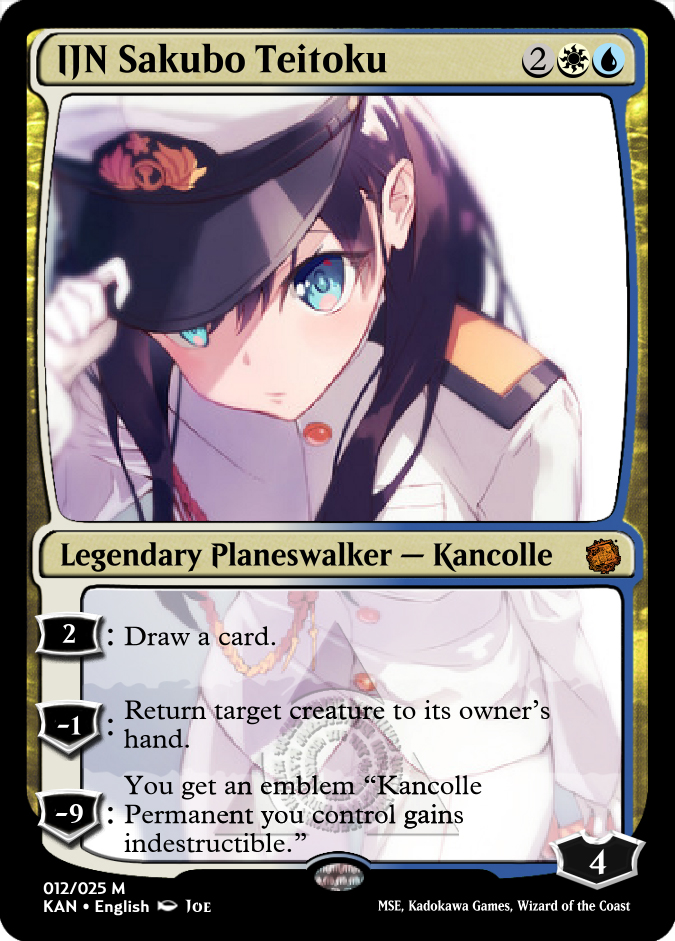 IJN Sakubo Teitoku 2
Legendary Planeswalker — Kancolle
2 : Draw a card.
-1 : Return target creature to its owner's
hand.
You get an emblem “Kancolle
-9 : Permanent you control gains
indestructible.”
4
012/025 M
KAN • English JOE
MSE, Kadokawa Games, Wizard of the Coast